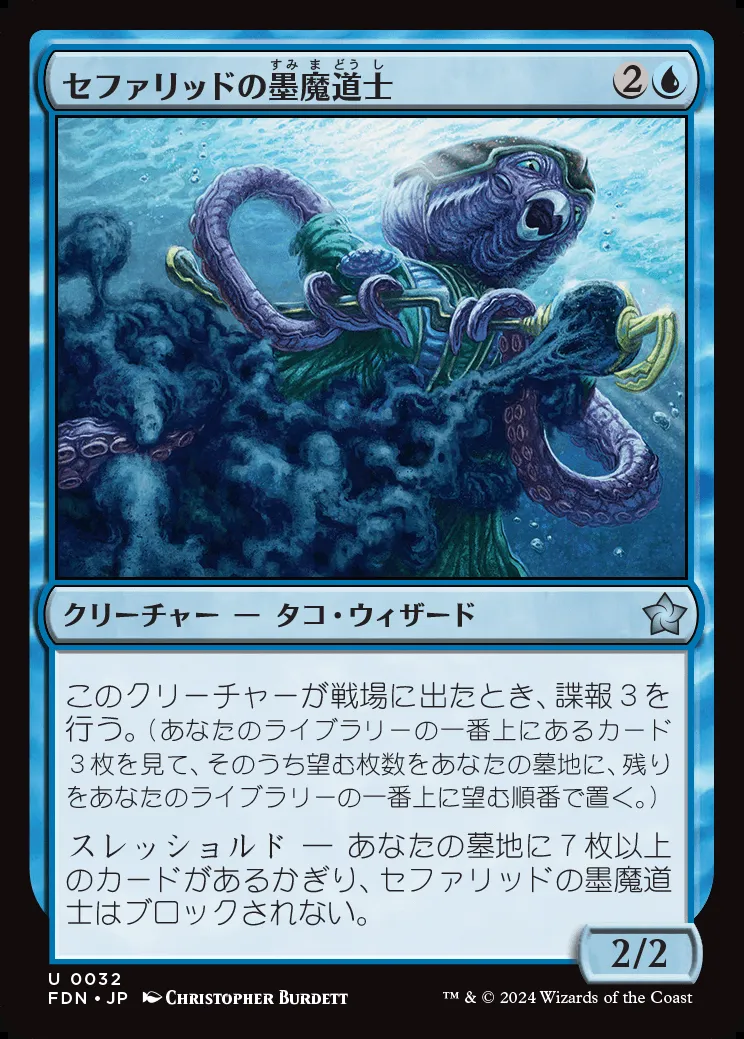 すみまどうし
セファリッドの墨魔道士
2
クリーチャー — タコ・ウィザード
このクリーチャーが戦場に出たとき、諜報３を
行う。（あなたのライブラリーの一番上にあるカード
３枚を見て、そのうち望む枚数をあなたの墓地に、残り
をあなたのライブラリーの一番上に望む順番で置く。）
スレッショルド — あなたの墓地に７枚以上
のカードがあるかぎり、セファリッドの墨魔道
士はブロックされない。
2/2
U 0032
FDN • JP Christopher Burdett
™ & © 2024 Wizards of the Coast